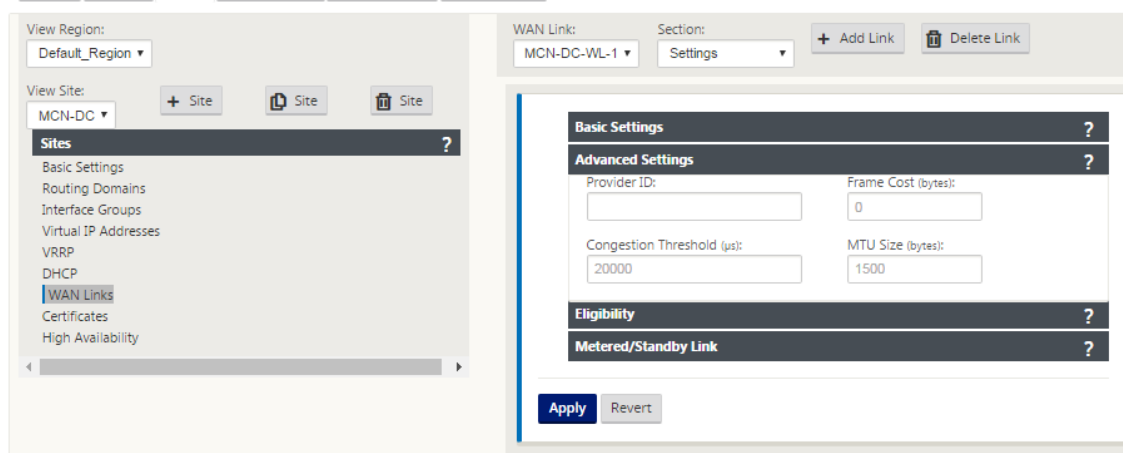 View Region:
Default_Region ▾
View Site:
MCN-DC ▾
+ Site
Site
Site
Sites ?
Basic Settings
Routing Domains
Interface Groups
Virtual IP Addresses
VRRP
DHCP
WAN Links
Certificates
High Availability
WAN Link: Section:
MCN-DC-WL-1 ▾ Settings ▾ + Add Link Delete Link
Basic Settings ?
Advanced Settings ?
Provider ID: Frame Cost (bytes):
0
Congestion Threshold (µs): MTU Size (bytes):
20000 1500
Eligibility ?
Metered/Standby Link ?
Apply Revert